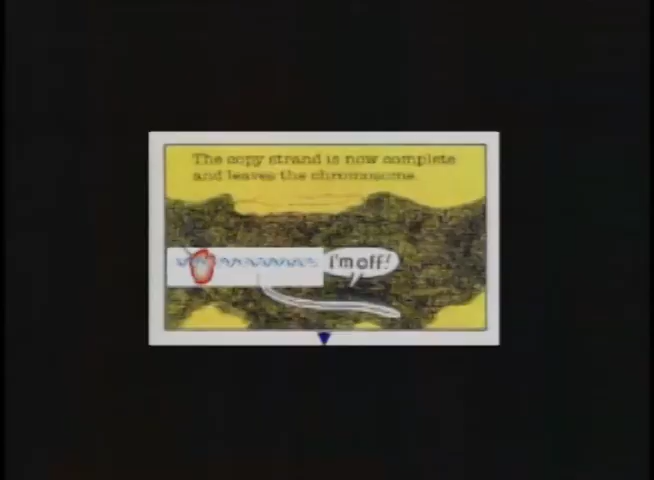 The copy strand is now complete
and leaves the chromosome.
I'm off!